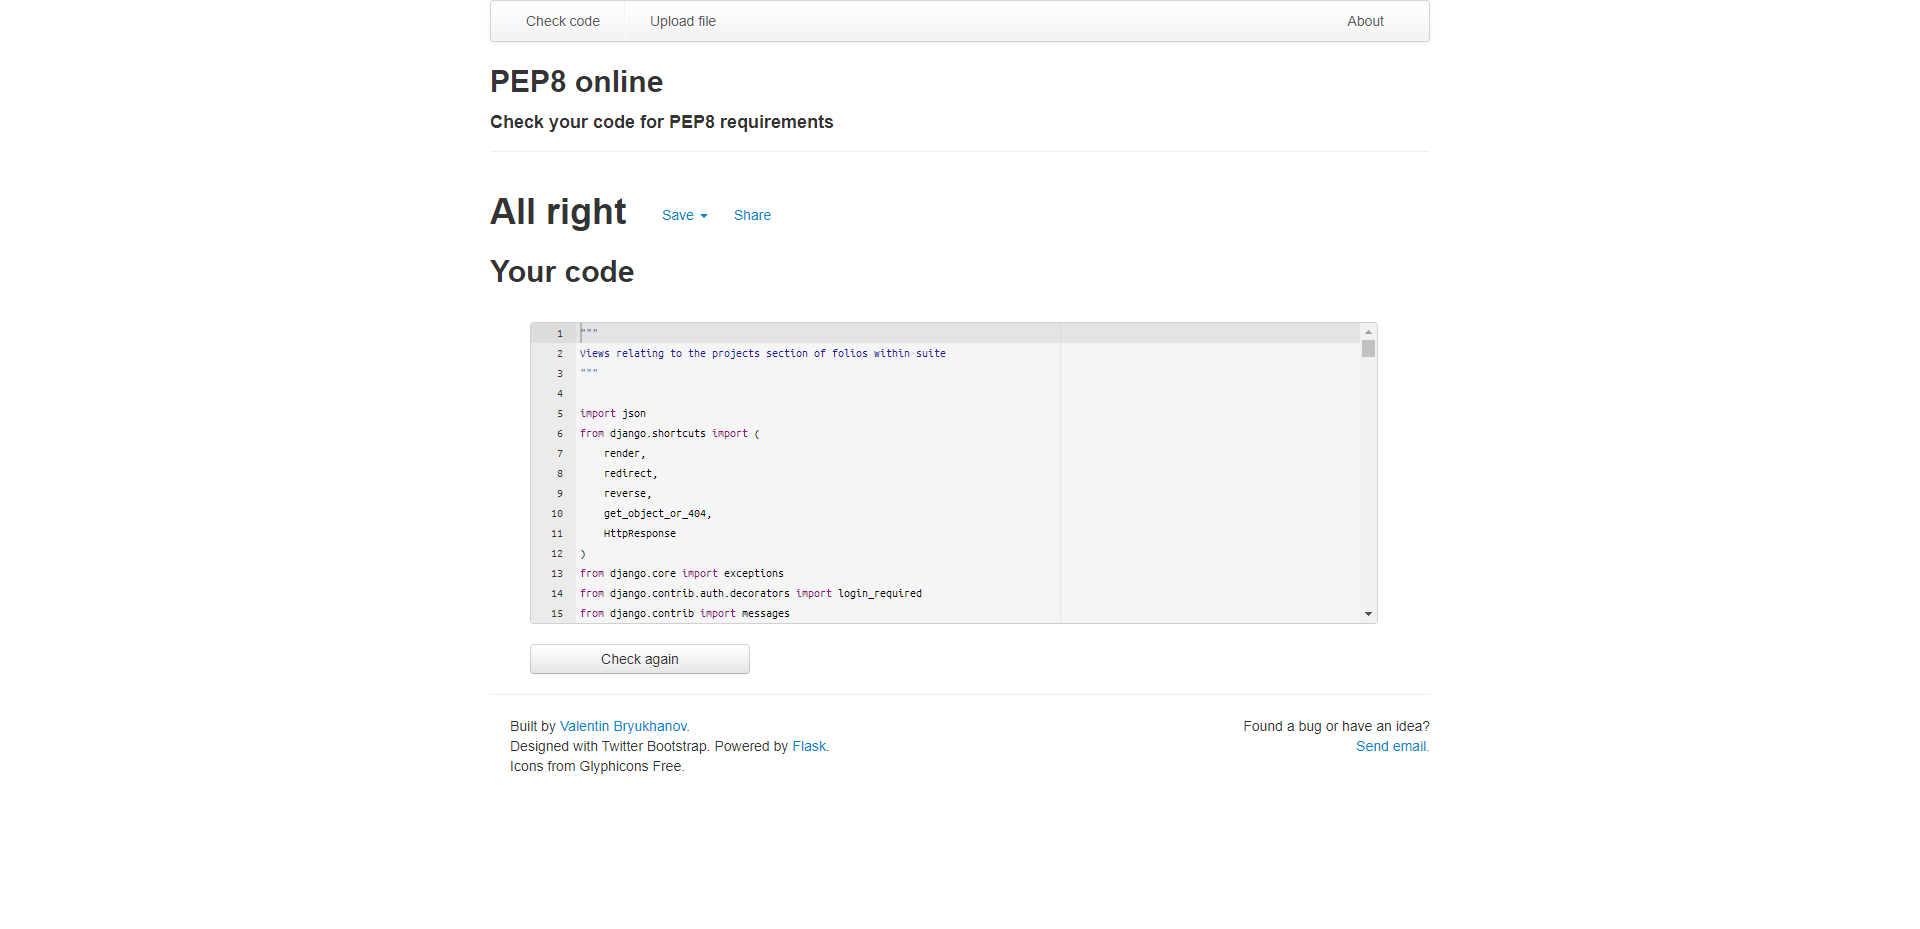 Check code Upload file About
PEP8 online
Check your code for PEP8 requirements
All right Save Share
Your code
1 """
2 Views relating to the projects section of folios within suite
3 """
4
5 import json
6 from django.shortcuts import (
7     render,
8     redirect,
9     reverse,
10     get_object_or_404,
11     HttpResponse
12 )
13 from django.core import exceptions
14 from django.contrib.auth.decorators import login_required
15 from django.contrib import messages
Check again
Built by Valentin Bryukhanov. Found a bug or have an idea?
Designed with Twitter Bootstrap. Powered by Flask. Send email.
Icons from Glyphicons Free.